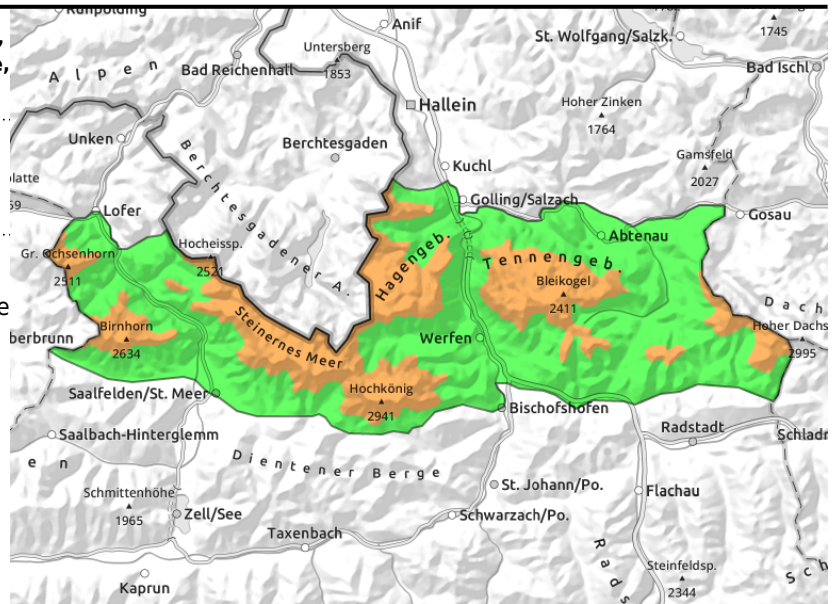 Anif
1745
St. Wolfgang/Salzk.
Untersberg
1853
Alpen
Bad Reichenhall
Bad Ischl
Hallein
Hoher Zinken
1764
Unken
Berchtesgaden
Gamsfeld
2027
Kuchl
Berchtesgadener A.
Golling/Salzach
Lofer
Gosau
Abtenau
Hocheissp.
2521
Gr. Ochsenhorn
2511
Hagengeb.
Tennengeb.
Bleikogel
2411
Steinernes Meer
Birnhorn
2634
Werfen
Hoher Dachs
2995
Hochkönig
2941
Saalfelden/St. Meer
Bischofshofen
Radstadt
Saalbach-Hinterglemm
Dientener Berge
St. Johann/Po.
Flachau
Schmittenhöhe
1965
Zell/See
Schwarzach/Po.
Taxenbach
Steinfeldsp.
2344
Kaprun